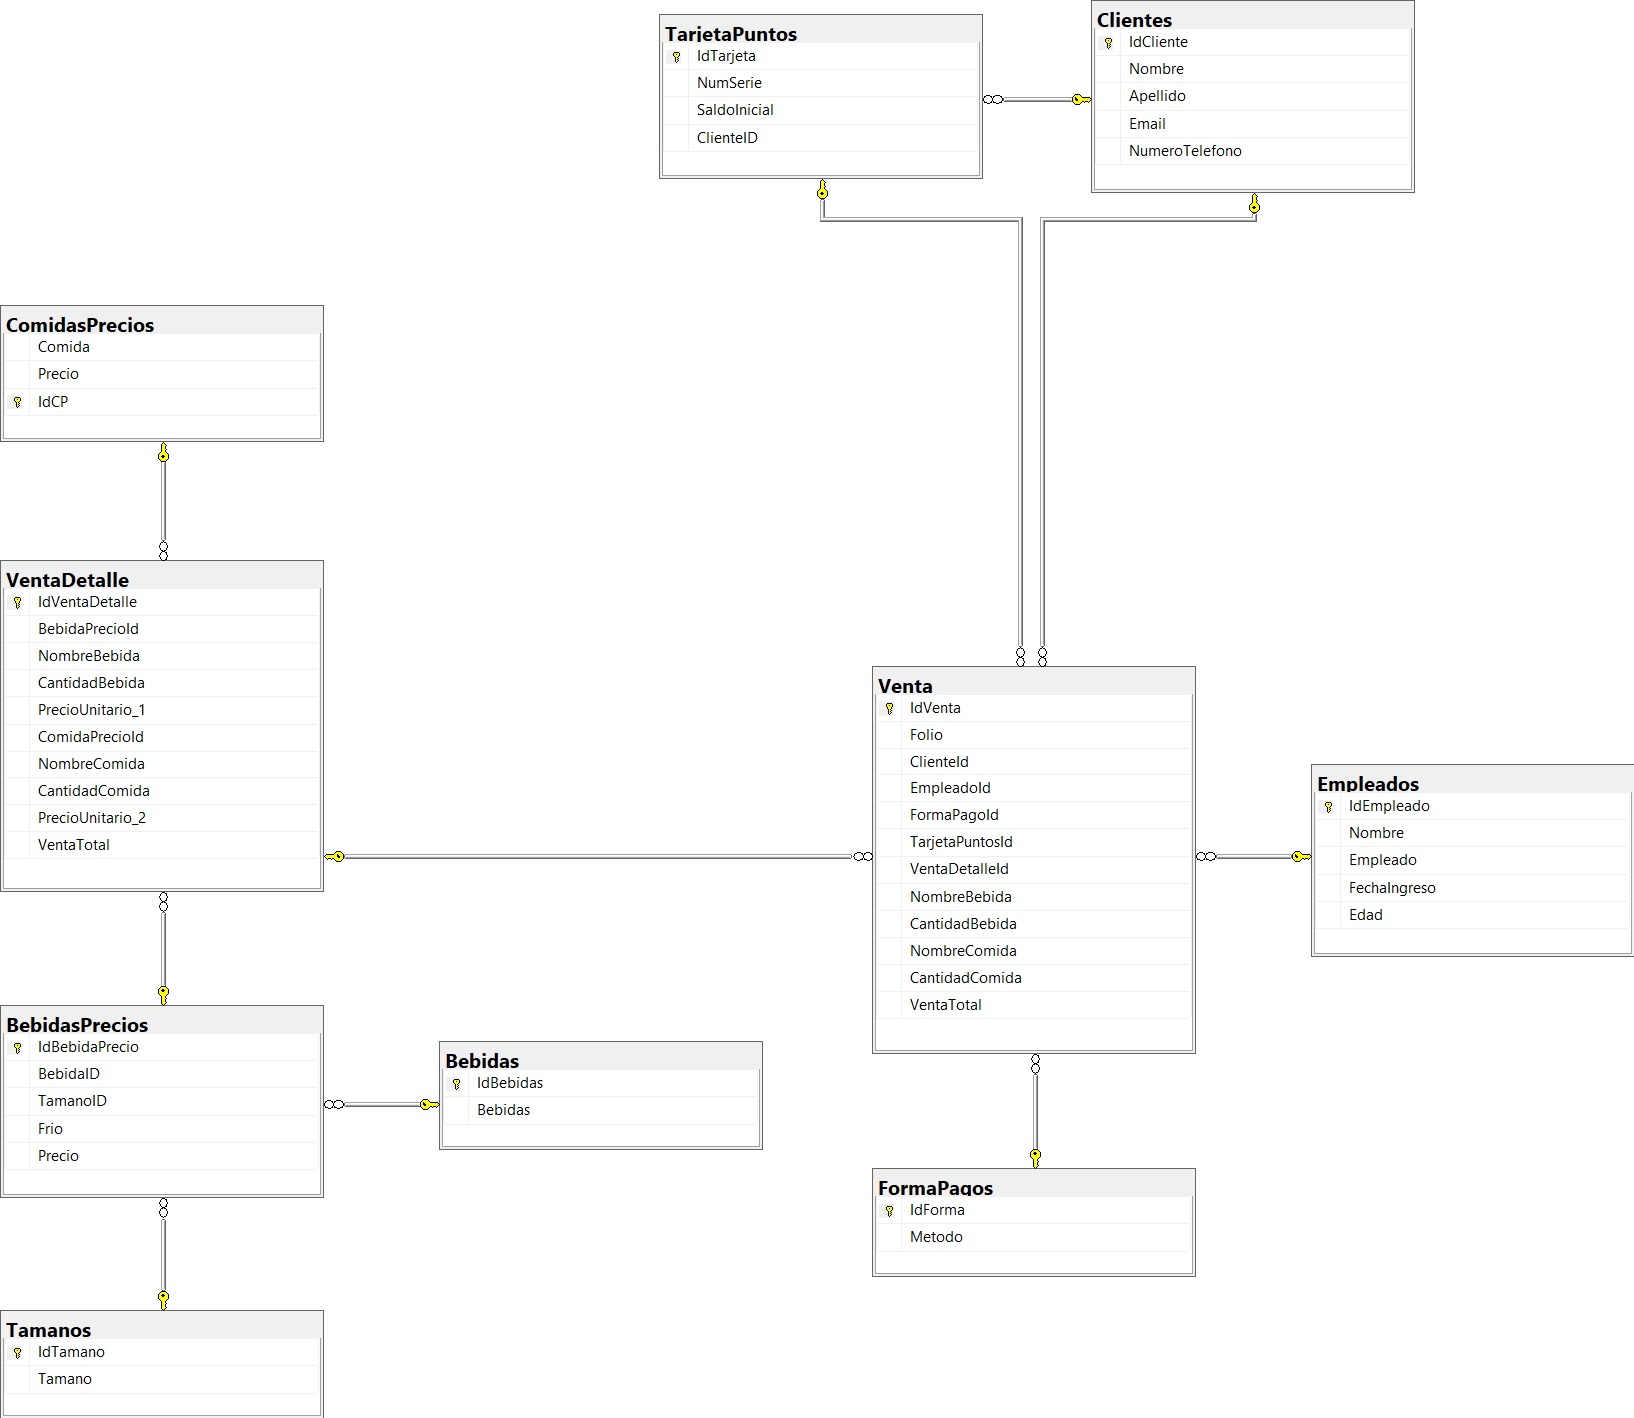 TarjetaPuntos
IdTarjeta
NumSerie
SaldoInicial
ClienteID
Clientes
IdCliente
Nombre
Apellido
Email
NumeroTelefono
ComidasPrecios
Comida
Precio
IdCP
VentaDetalle
IdVentaDetalle
BebidaPrecioId
NombreBebida
CantidadBebida
PrecioUnitario_1
ComidaPrecioId
NombreComida
CantidadComida
PrecioUnitario_2
VentaTotal
Venta
IdVenta
Folio
ClienteId
EmpleadoId
FormaPagoId
TarjetaPuntosId
VentaDetalleId
NombreBebida
CantidadBebida
NombreComida
CantidadComida
VentaTotal
Empleados
IdEmpleado
Nombre
Empleado
FechaIngreso
Edad
BebidasPrecios
IdBebidaPrecio
BebidaID
TamanoID
Frio
Precio
Bebidas
IdBebidas
Bebidas
FormaPagos
IdForma
Metodo
Tamanos
IdTamano
Tamano